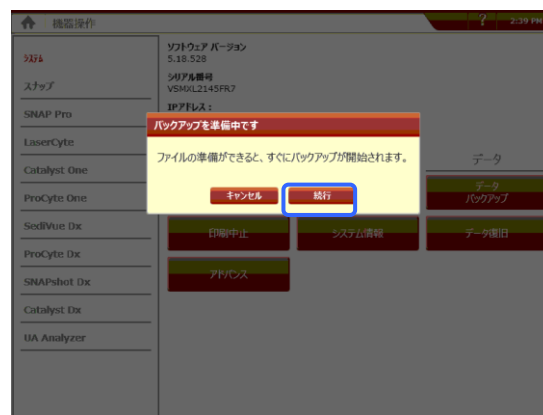 機器操作
? 2:39 PM
システム
スナップ
SNAP Pro
LaserCyte
Catalyst One
ProCyte One
SediVue Dx
ProCyte Dx
SNAPshot Dx
Catalyst Dx
UA Analyzer
ソフトウェア バージョン
5.18.528
シリアル番号
VSMXL2145FR7
IPアドレス：
バックアップを準備中です
ファイルの準備ができると、すぐにバックアップが開始されます。
キャンセル
続行
データ
データ
バックアップ
印刷中止
システム情報
データ復旧
アドバンス